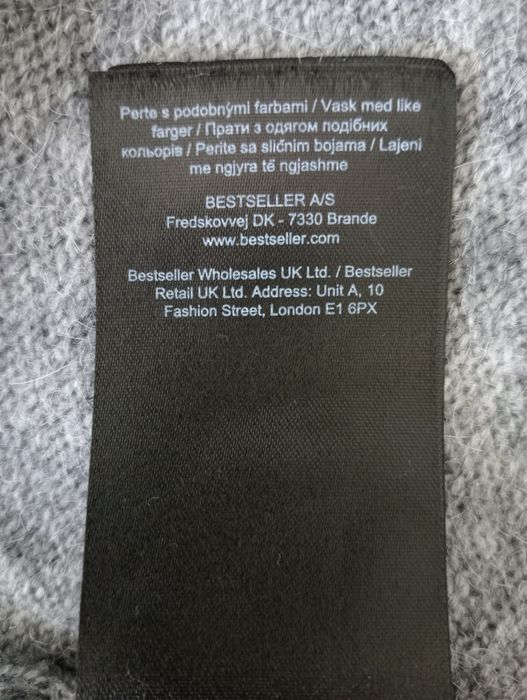 Perte s podobnými farbami / Vask med like
farger / Прати з одягом подібних
кольорів / Perite sa sličnim bojama / Lajeni
me ngjyra të ngjashme
BESTSELLER A/S
Fredskovvej DK - 7330 Brande
www.bestseller.com
Bestseller Wholesales UK Ltd. / Bestseller
Retail UK Ltd. Address: Unit A, 10
Fashion Street, London E1 6PX